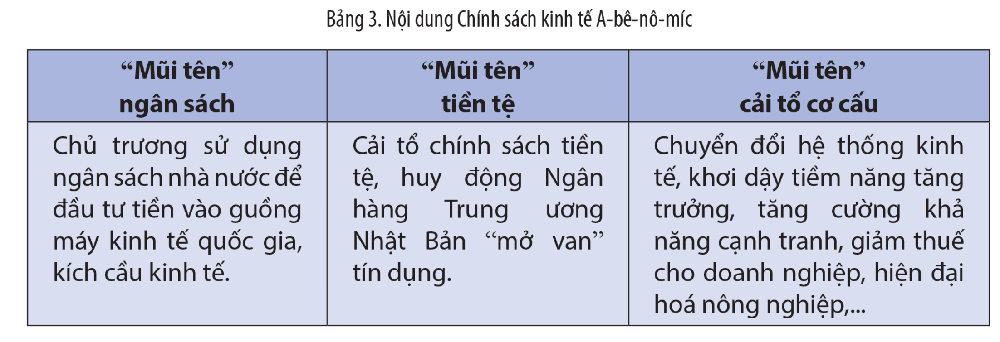 Bảng 3. Nội dung Chính sách kinh tế A-bê-nô-míc
“Mũi tên”
ngân sách
“Mũi tên”
tiền tệ
“Mũi tên”
cải tổ cơ cấu
Chủ trương sử dụng
ngân sách nhà nước để
đầu tư tiền vào guồng
máy kinh tế quốc gia,
kích cầu kinh tế.
Cải tổ chính sách tiền
tệ, huy động Ngân
hàng Trung ương
Nhật Bản “mở van”
tín dụng.
Chuyển đổi hệ thống kinh
tế, khơi dậy tiềm năng tăng
trưởng, tăng cường khả
năng cạnh tranh, giảm thuế
cho doanh nghiệp, hiện đại
hoá nông nghiệp,...